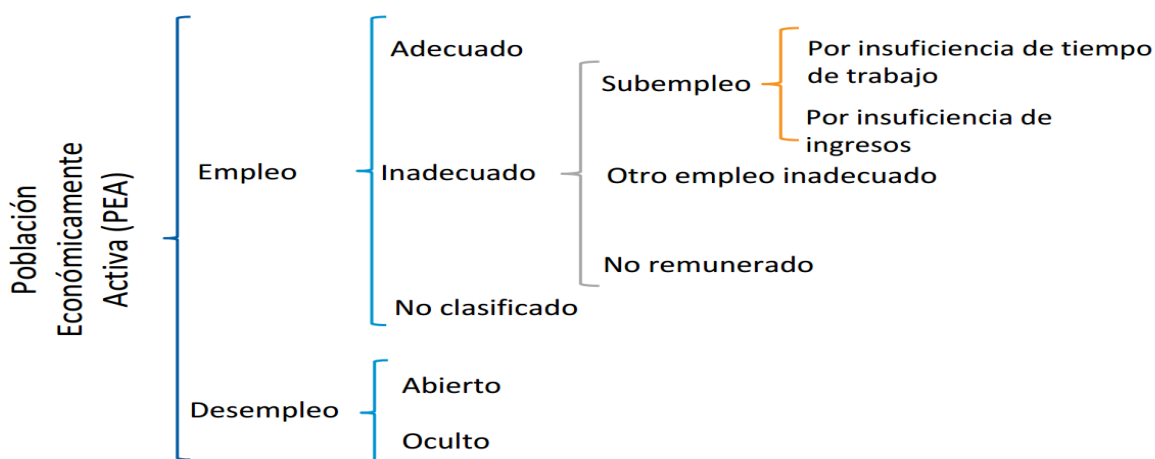 Población
Económicamente
Activa (PEA)
Empleo
Adecuado
Inadecuado
Subempleo
Por insuficiencia de tiempo
de trabajo
Por insuficiencia de
ingresos
Otro empleo inadecuado
No remunerado
No clasificado
Desempleo
Abierto
Oculto